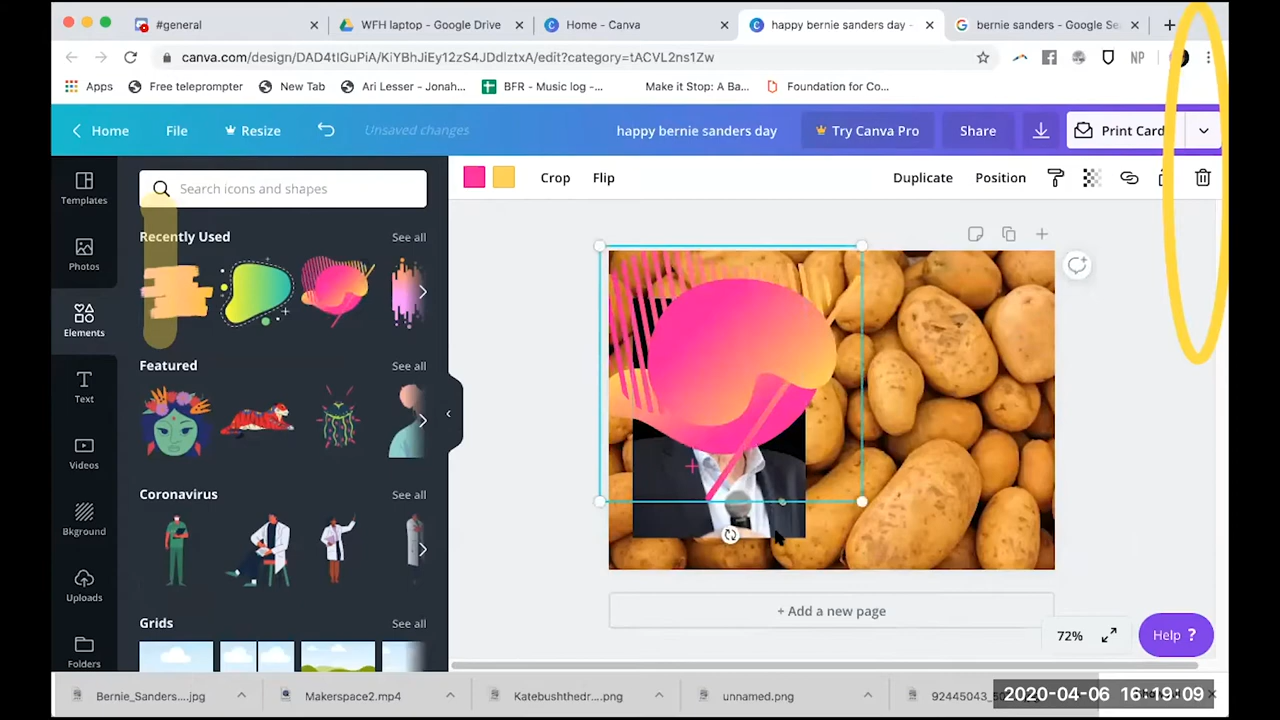 #general
WFH laptop - Google Drive
Home - Canva
happy bernie sanders day -
bernie sanders - Google Se
canva.com/design/DAD4tIGuPiA/KiYBhJiEy12zS4JDdIztxA/edit?category=tACVL2ns1Zw
NP
Apps
Free teleprompter
New Tab
Ari Lesser - Jonah...
BFR - Music log -...
Make it Stop: A Ba...
Foundation for Co...
Home
File
Resize
Unsaved changes
happy bernie sanders day
Try Canva Pro
Share
Print Card
Templates
Search icons and shapes
Crop
Flip
Duplicate
Position
Recently Used
See all
Photos
Elements
Featured
See all
Text
Videos
Coronavirus
See all
Bkground
Uploads
+ Add a new page
Grids
See all
72%
Help ?
Folders
Bernie_Sanders....jpg
Makerspace2.mp4
Katebushthedr....png
unnamed.png
2020-04-06 16:19:09